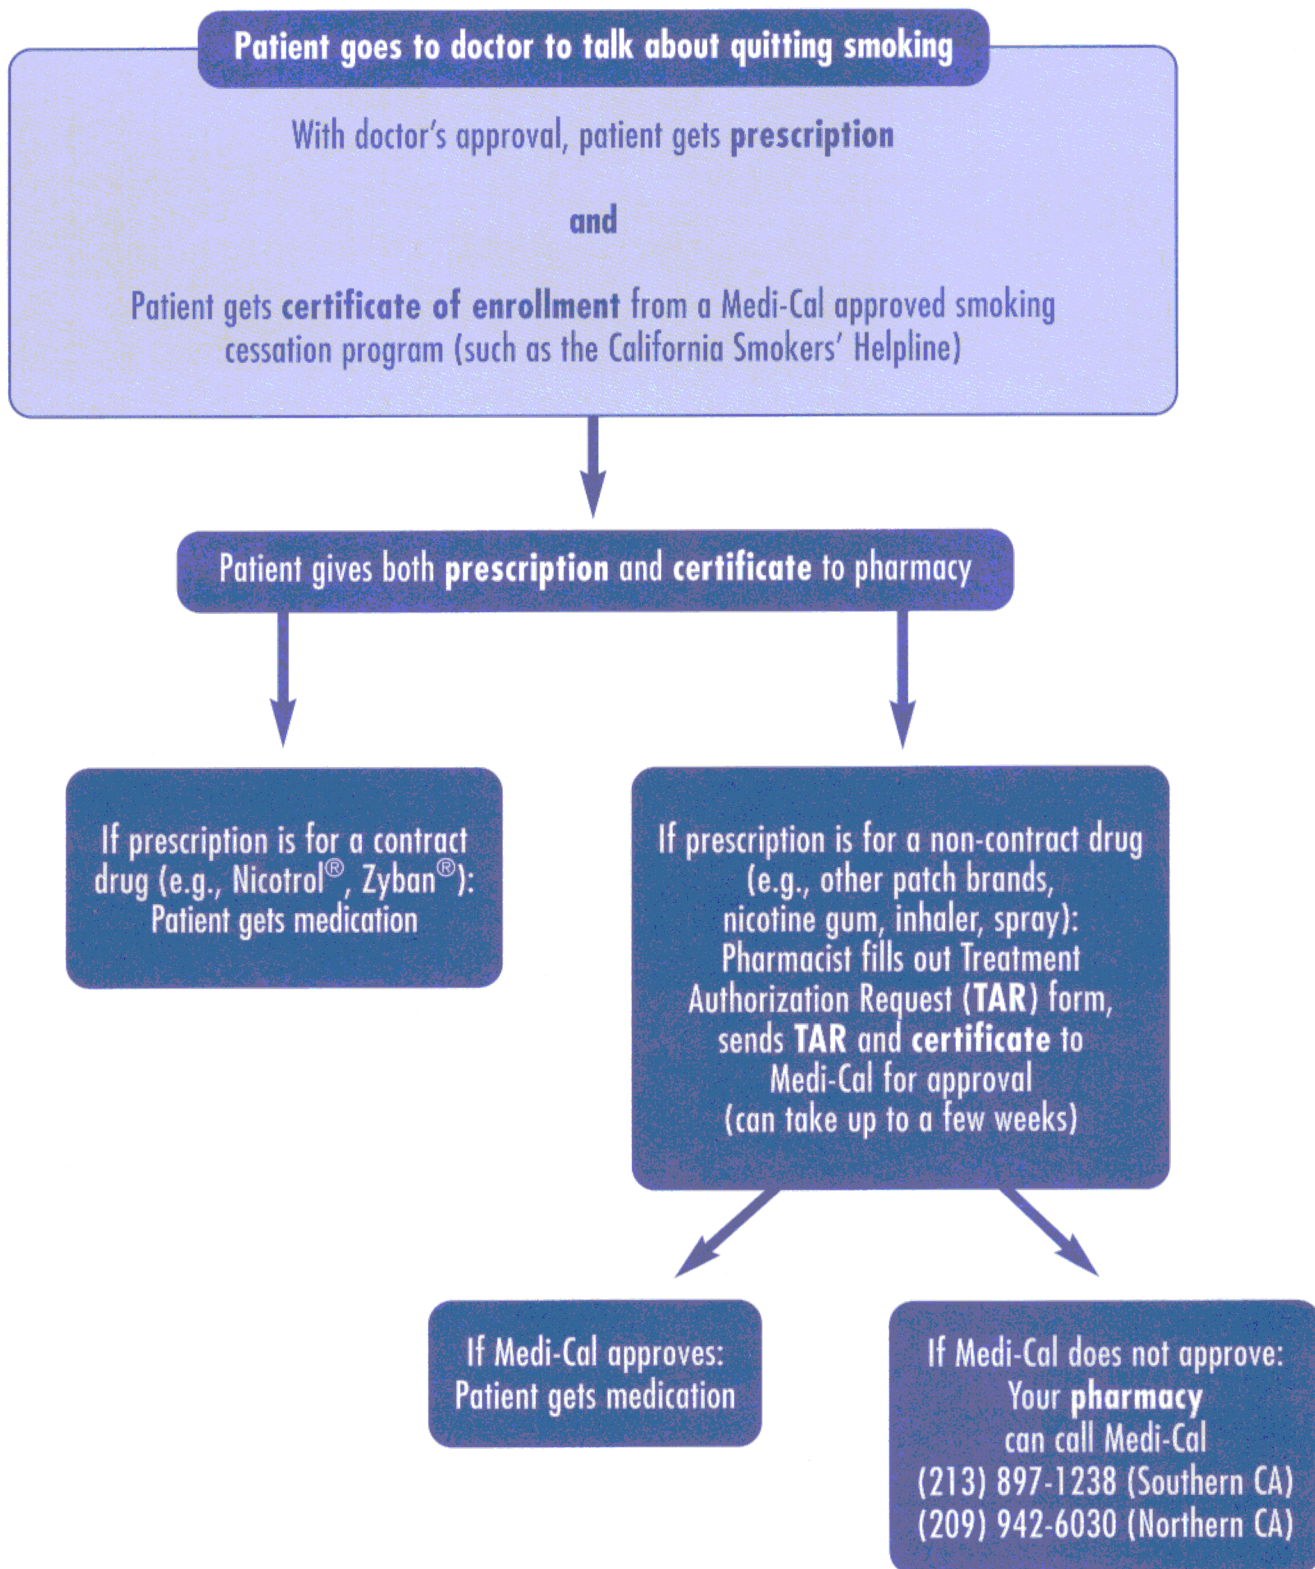 Patient goes to doctor to talk about quitting smoking
With doctor's approval, patient gets prescription
and
Patient gets certificate of enrollment from a Medi-Cal approved smoking
cessation program (such as the California Smokers' Helpline)
Patient gives both prescription and certificate to pharmacy
If prescription is for a contract
drug (e.g., Nicotrol®, Zyban®):
Patient gets medication
If prescription is for a non-contract drug
(e.g., other patch brands,
nicotine gum, inhaler, spray):
Pharmacist fills out Treatment
Authorization Request (TAR) form,
sends TAR and certificate to
Medi-Cal for approval
(can take up to a few weeks)
If Medi-Cal approves:
Patient gets medication
If Medi-Cal does not approve:
Your pharmacy
can call Medi-Cal
(213) 897-1238 (Southern CA)
(209) 942-6030 (Northern CA)